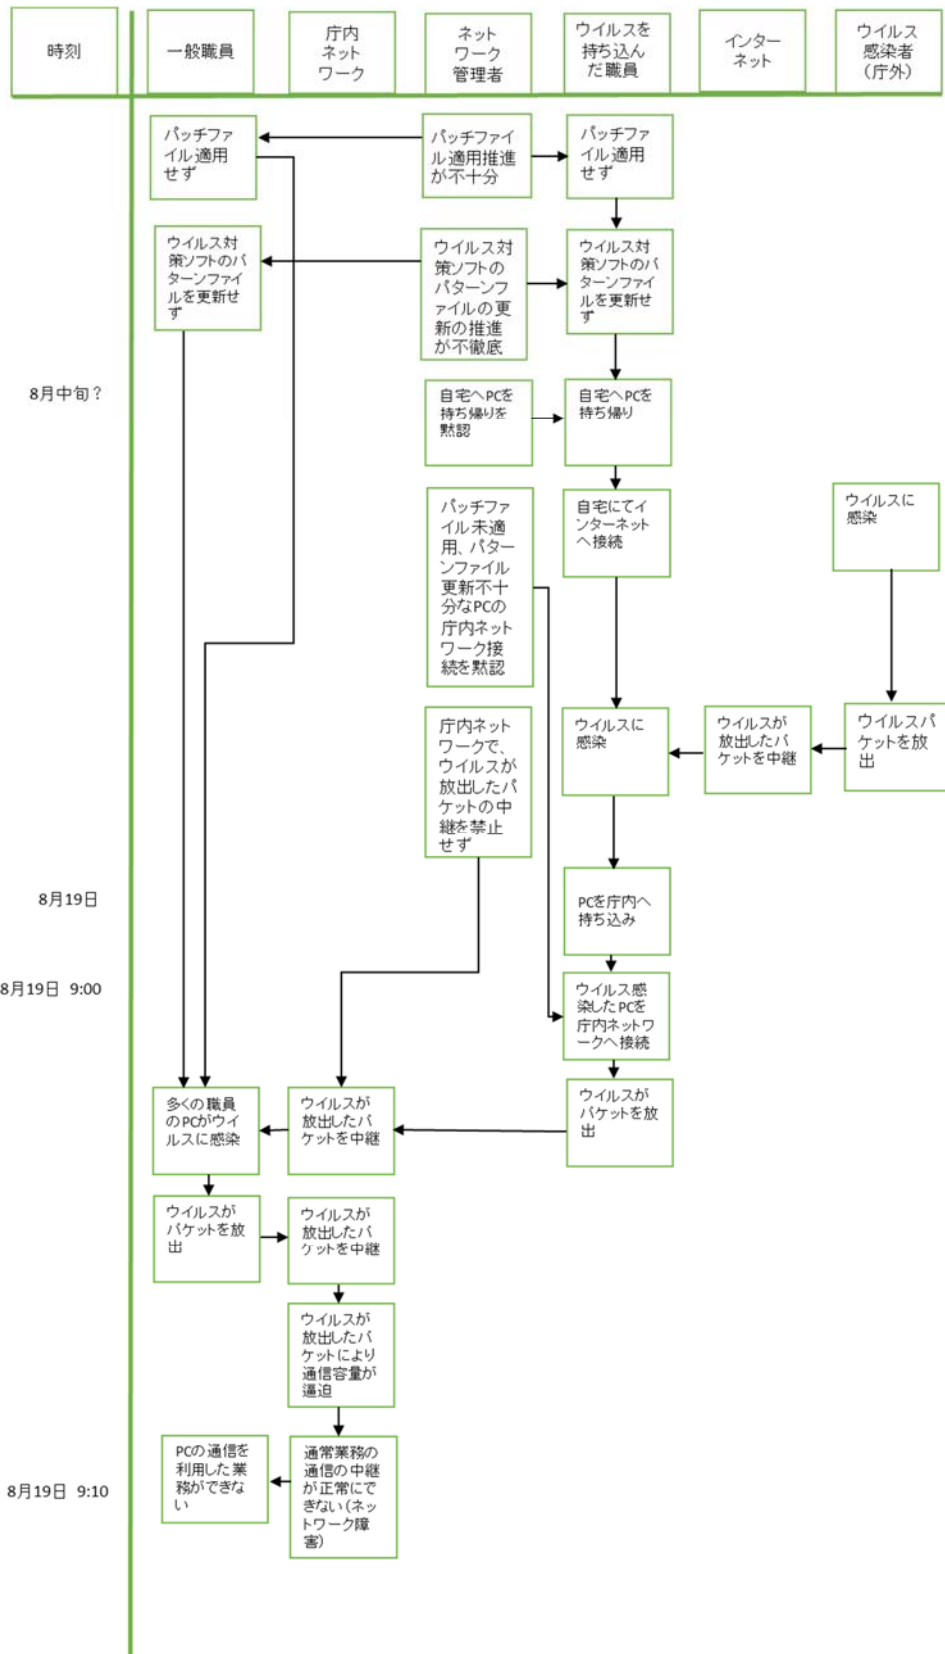 時刻
一般職員
庁内
ネット
ワーク
ネット
ワーク
管理者
ウイルスを
持ち込ん
だ職員
インター
ネット
ウイルス
感染者
（庁外）
パッチファ
イル適用
せず
パッチファイ
ル適用推進
が不十分
パッチファ
イル適用
せず
ウイルス対
策ソフトのパ
ターンファイ
ルを更新せ
ず
ウイルス対
策ソフトの
パターンフ
ァイルの更
新の推進
が不徹底
ウイルス対
策ソフトのパ
ターンファイ
ルを更新せ
ず
8月中旬？
自宅へPCを
持ち帰りを
黙認
自宅へPCを
持ち帰り
パッチファ
イル未適
用、パター
ンファイル
更新不十
分なPCの
庁内ネット
ワーク接
続を黙認
自宅にてイ
ンターネット
へ接続
ウイルスに
感染
庁内ネット
ワークで、
ウイルスが
放出したパ
ケットの中
継を禁止
せず
ウイルスに
感染
ウイルスが
放出したパ
ケットを中継
ウイルスパ
ケットを放
出
8月19日
PCを庁内へ
持ち込み
8月19日 9:00
ウイルス感
染したPCを
庁内ネットワ
ークへ接続
多くの職員
のPCがウイ
ルスに感染
ウイルスが
放出したパ
ケットを中継
ウイルスが
パケットを放
出
ウイルスが
パケットを放
出
ウイルスが
放出したパ
ケットを中継
ウイルスが
放出したパ
ケットにより
通信容量が
逼迫
8月19日 9:10
PCの通信を
利用した業
務ができな
い
通常業務の
通信の中継
が正常にで
きない（ネッ
トワーク障
害）